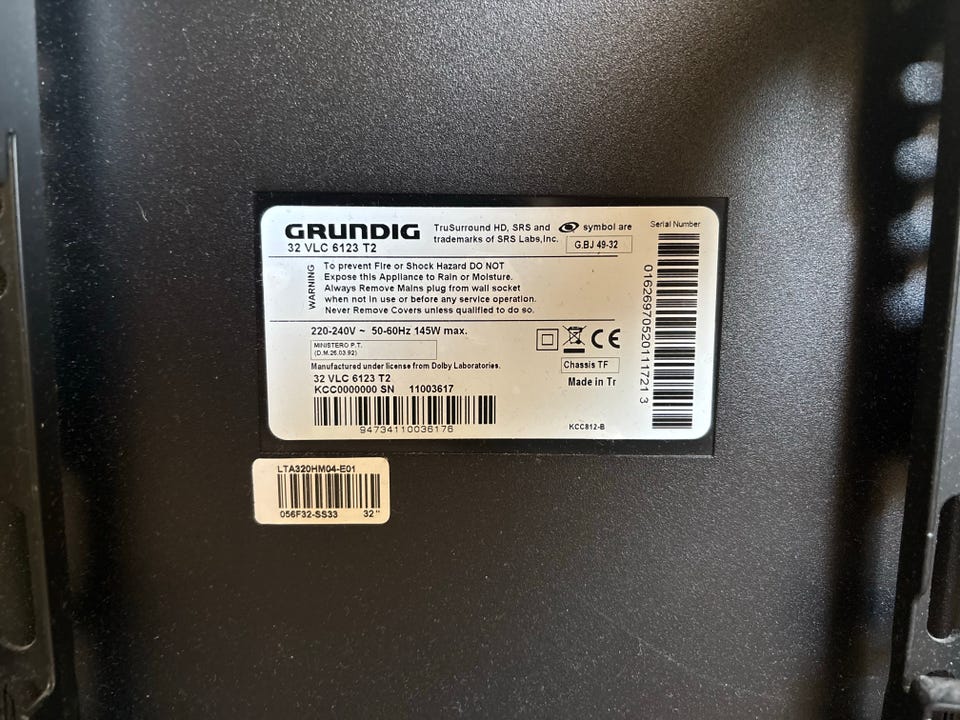 GRUNDIG
32 VLC 6123 T2
TruSurround HD, SRS and symbol are
trademarks of SRS Labs,Inc.
G.BJ 49-32
Serial Number
WARNING
To prevent Fire or Shock Hazard DO NOT
Expose this Appliance to Rain or Moisture.
Always Remove Mains plug from wall socket
when not in use or before any service operation.
Never Remove Covers unless qualified to do so.
220-240V ~ 50-60Hz 145W max.
MINISTERO P.T.
(D.M.26.03.92)
CE
Manufactured under license from Dolby Laboratories.
Chassis TF
32 VLC 6123 T2
Made in Tr
KCC0000000 SN 11003617
94734110036176
KCC812-B
01626970520111721 3
LTA320HM04-E01
056F32-SS33 32"